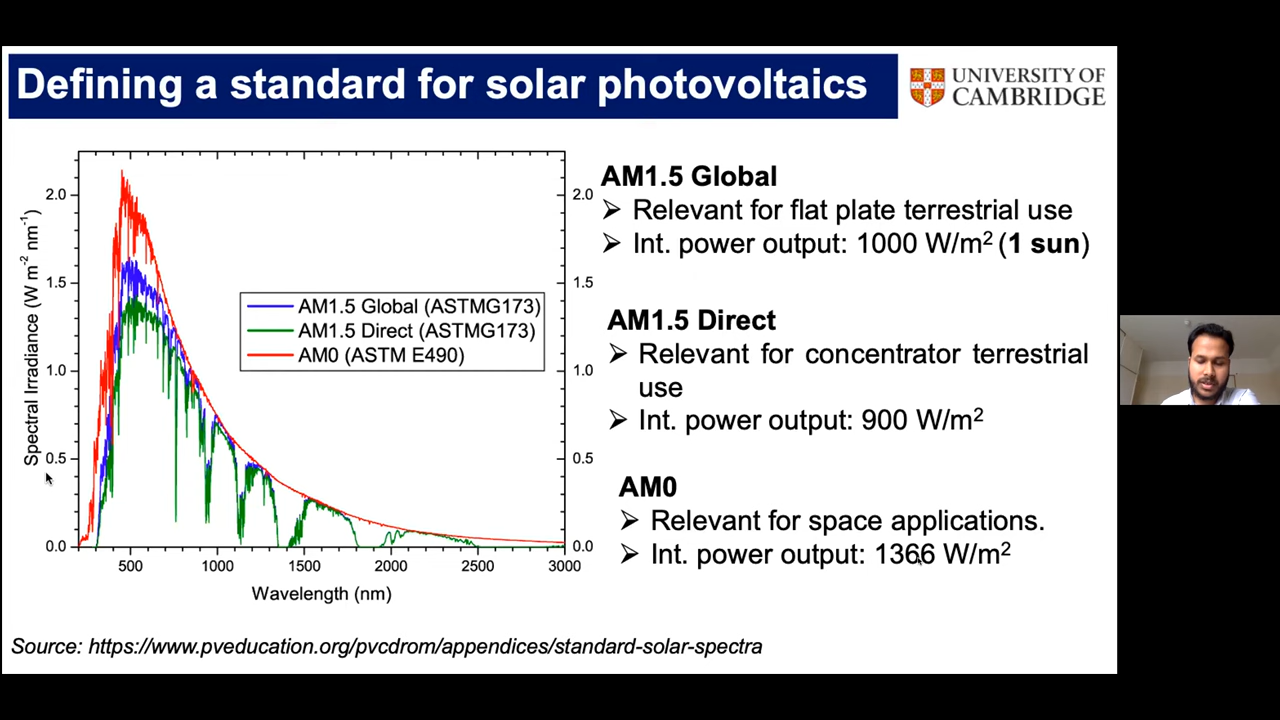 Defining a standard for solar photovoltaics
UNIVERSITY OF
CAMBRIDGE
Spectral Irradiance (W m-2 nm-1)
2.0
1.5
1.0
0.5
0.0
2.0
1.5
1.0
0.5
0.0
AM1.5 Global (ASTMG173)
AM1.5 Direct (ASTMG173)
AM0 (ASTM E490)
500 1000 1500 2000 2500 3000
Wavelength (nm)
AM1.5 Global
➢ Relevant for flat plate terrestrial use
➢ Int. power output: 1000 W/m² (1 sun)
AM1.5 Direct
➢ Relevant for concentrator terrestrial
use
➢ Int. power output: 900 W/m²
AM0
➢ Relevant for space applications.
➢ Int. power output: 1366 W/m²
Source: https://www.pveducation.org/pvcdrom/appendices/standard-solar-spectra